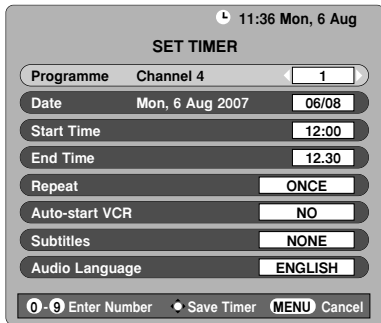 11:36 Mon, 6 Aug
SET TIMER
Programme Channel 4 1
Date Mon, 6 Aug 2007 06/08
Start Time 12:00
End Time 12.30
Repeat ONCE
Auto-start VCR NO
Subtitles NONE
Audio Language ENGLISH
0 - 9 Enter Number Save Timer MENU Cancel